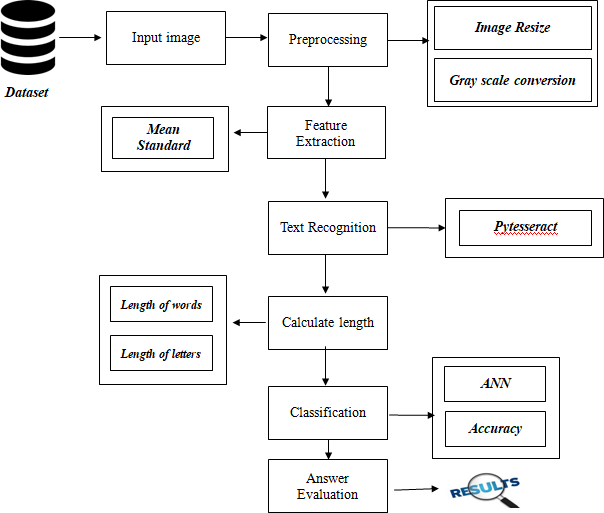 Dataset
Input image
Preprocessing
Image Resize
Gray scale conversion
Feature
Extraction
Mean
Standard
Text Recognition
Pytesseract
Calculate length
Length of words
Length of letters
Classification
ANN
Accuracy
Answer
Evaluation
RESULTS